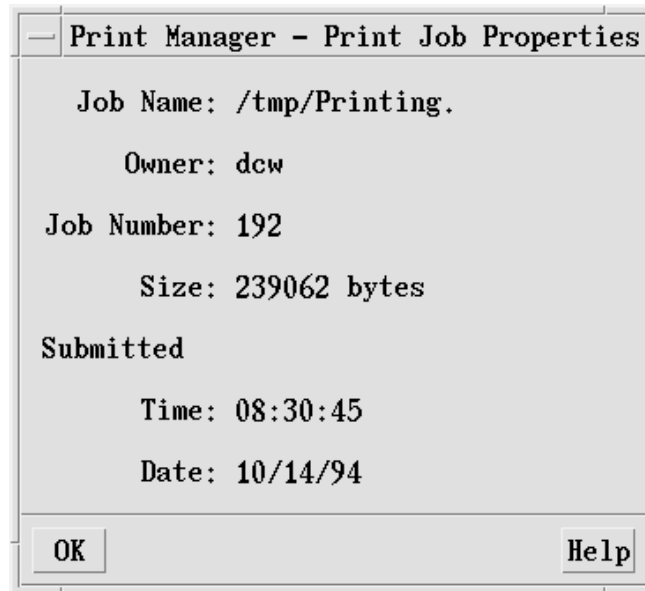 Print Manager - Print Job Properties
Job Name: /tmp/Printing.
Owner: dcw
Job Number: 192
Size: 239062 bytes
Submitted
Time: 08:30:45
Date: 10/14/94
OK Help